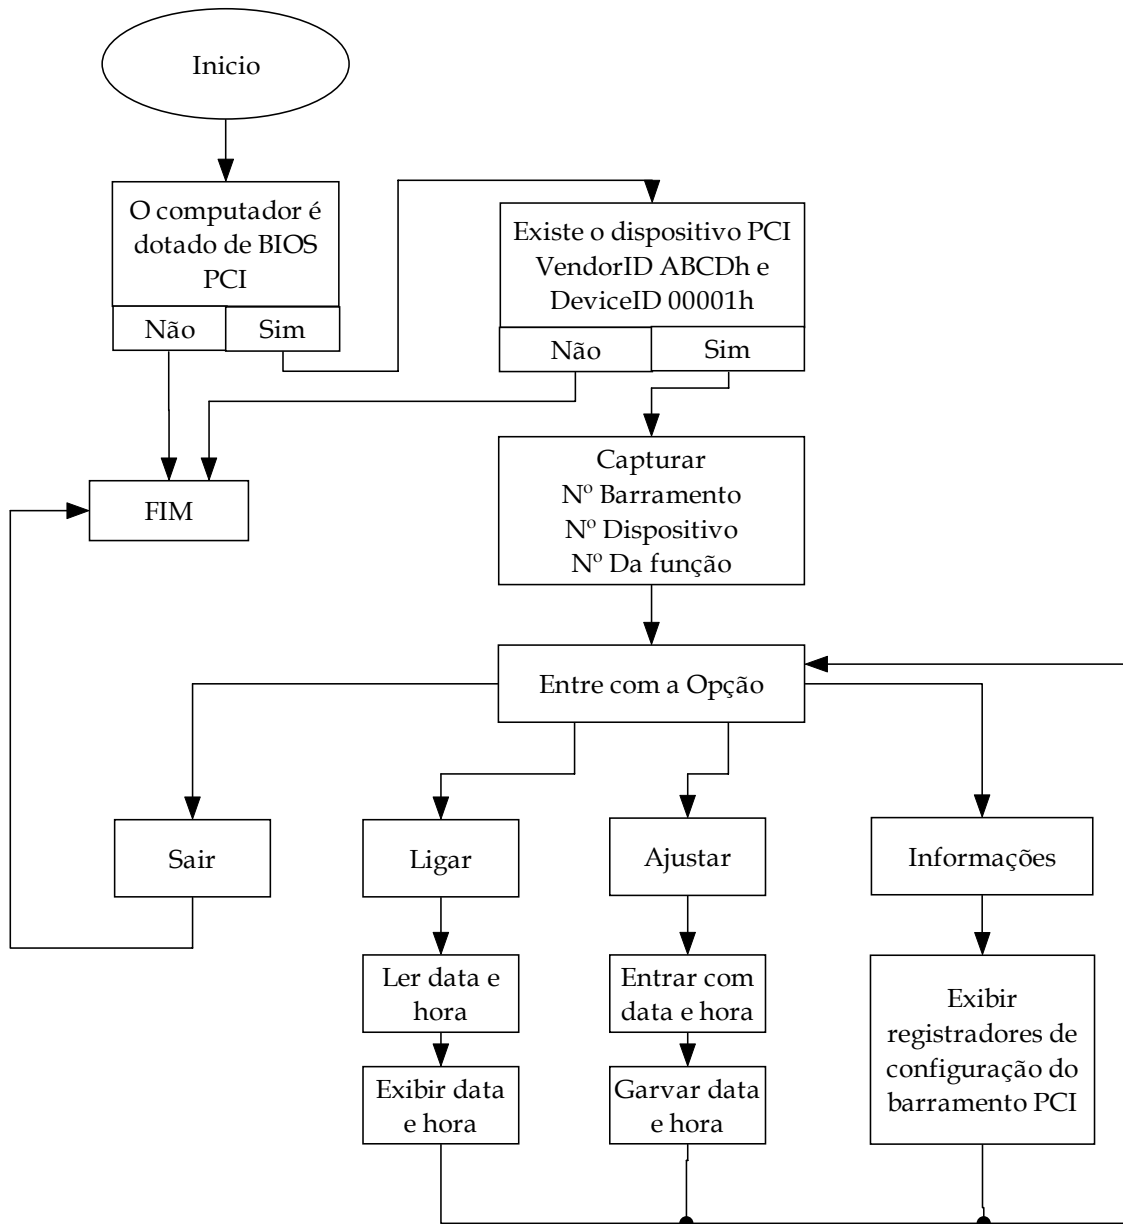 Inicio
O computador é
dotado de BIOS
PCI
Não
Sim
Existe o dispositivo PCI
VendorID ABCDh e
DeviceID 00001h
Não
Sim
Capturar
Nº Barramento
Nº Dispositivo
Nº Da função
FIM
Entre com a Opção
Sair
Ligar
Ajustar
Informações
Ler data e
hora
Entrar com
data e hora
Exibir
registradores de
configuração do
barramento PCI
Exibir data
e hora
Garvar data
e hora